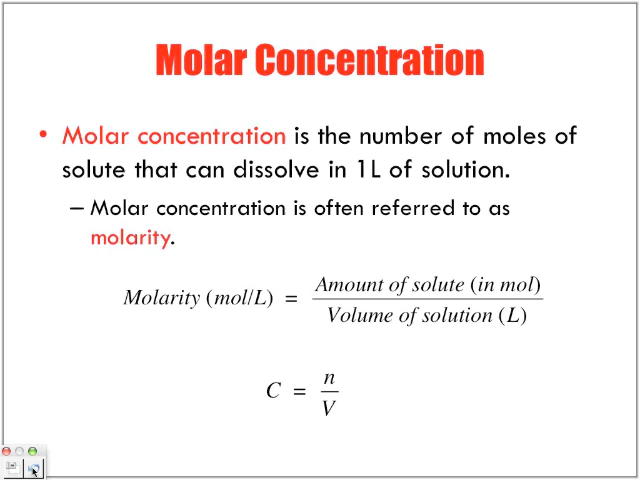 Molar Concentration
• Molar concentration is the number of moles of
solute that can dissolve in 1L of solution.
– Molar concentration is often referred to as
molarity.
Molarity (mol/L) = Amount of solute (in mol) / Volume of solution (L)
C = n / V